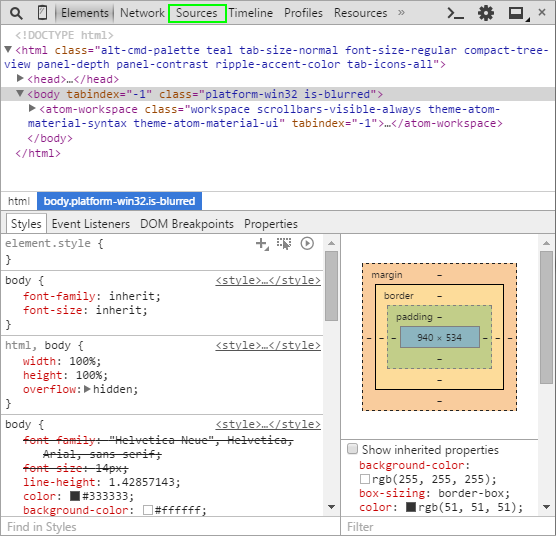 Elements Network Sources Timeline Profiles »
<!DOCTYPE html>
▼<html class="alt-cmd-palette teal tab-size-normal font-size-regular compact-tree-
view panel-depth panel-contrast ripple-accent-color tab-icons-all">
▶<head>…</head>
▼<body tabindex="-1" class="platform-win32 is-blurred">
▶<atom-workspace class="workspace scrollbars-visible-always theme-atom-
material-syntax theme-atom-material-ui" tabindex="-1">…</atom-workspace>
</body>
</html>
html body.platform-win32.is-blurred
Styles Event Listeners DOM Breakpoints Properties
element.style {
}
body { <style>…</style>
font-family: inherit;
font-size: inherit;
}
html, body { <style>…</style>
width: 100%;
height: 100%;
overflow:▶hidden;
}
body { <style>…</style>
font-family: "Helvetica Neue", Helvetica,
Arial, sans-serif;
font-size: 14px;
line-height: 1.42857143;
color: #333333;
background-color: #ffffff;
Find in Styles
margin –
border –
padding –
– – – 940 × 534 – – –
–
–
–
Show inherited properties
background-color:
rgb(255, 255, 255);
box-sizing: border-box;
color: rgb(51, 51, 51);
Filter